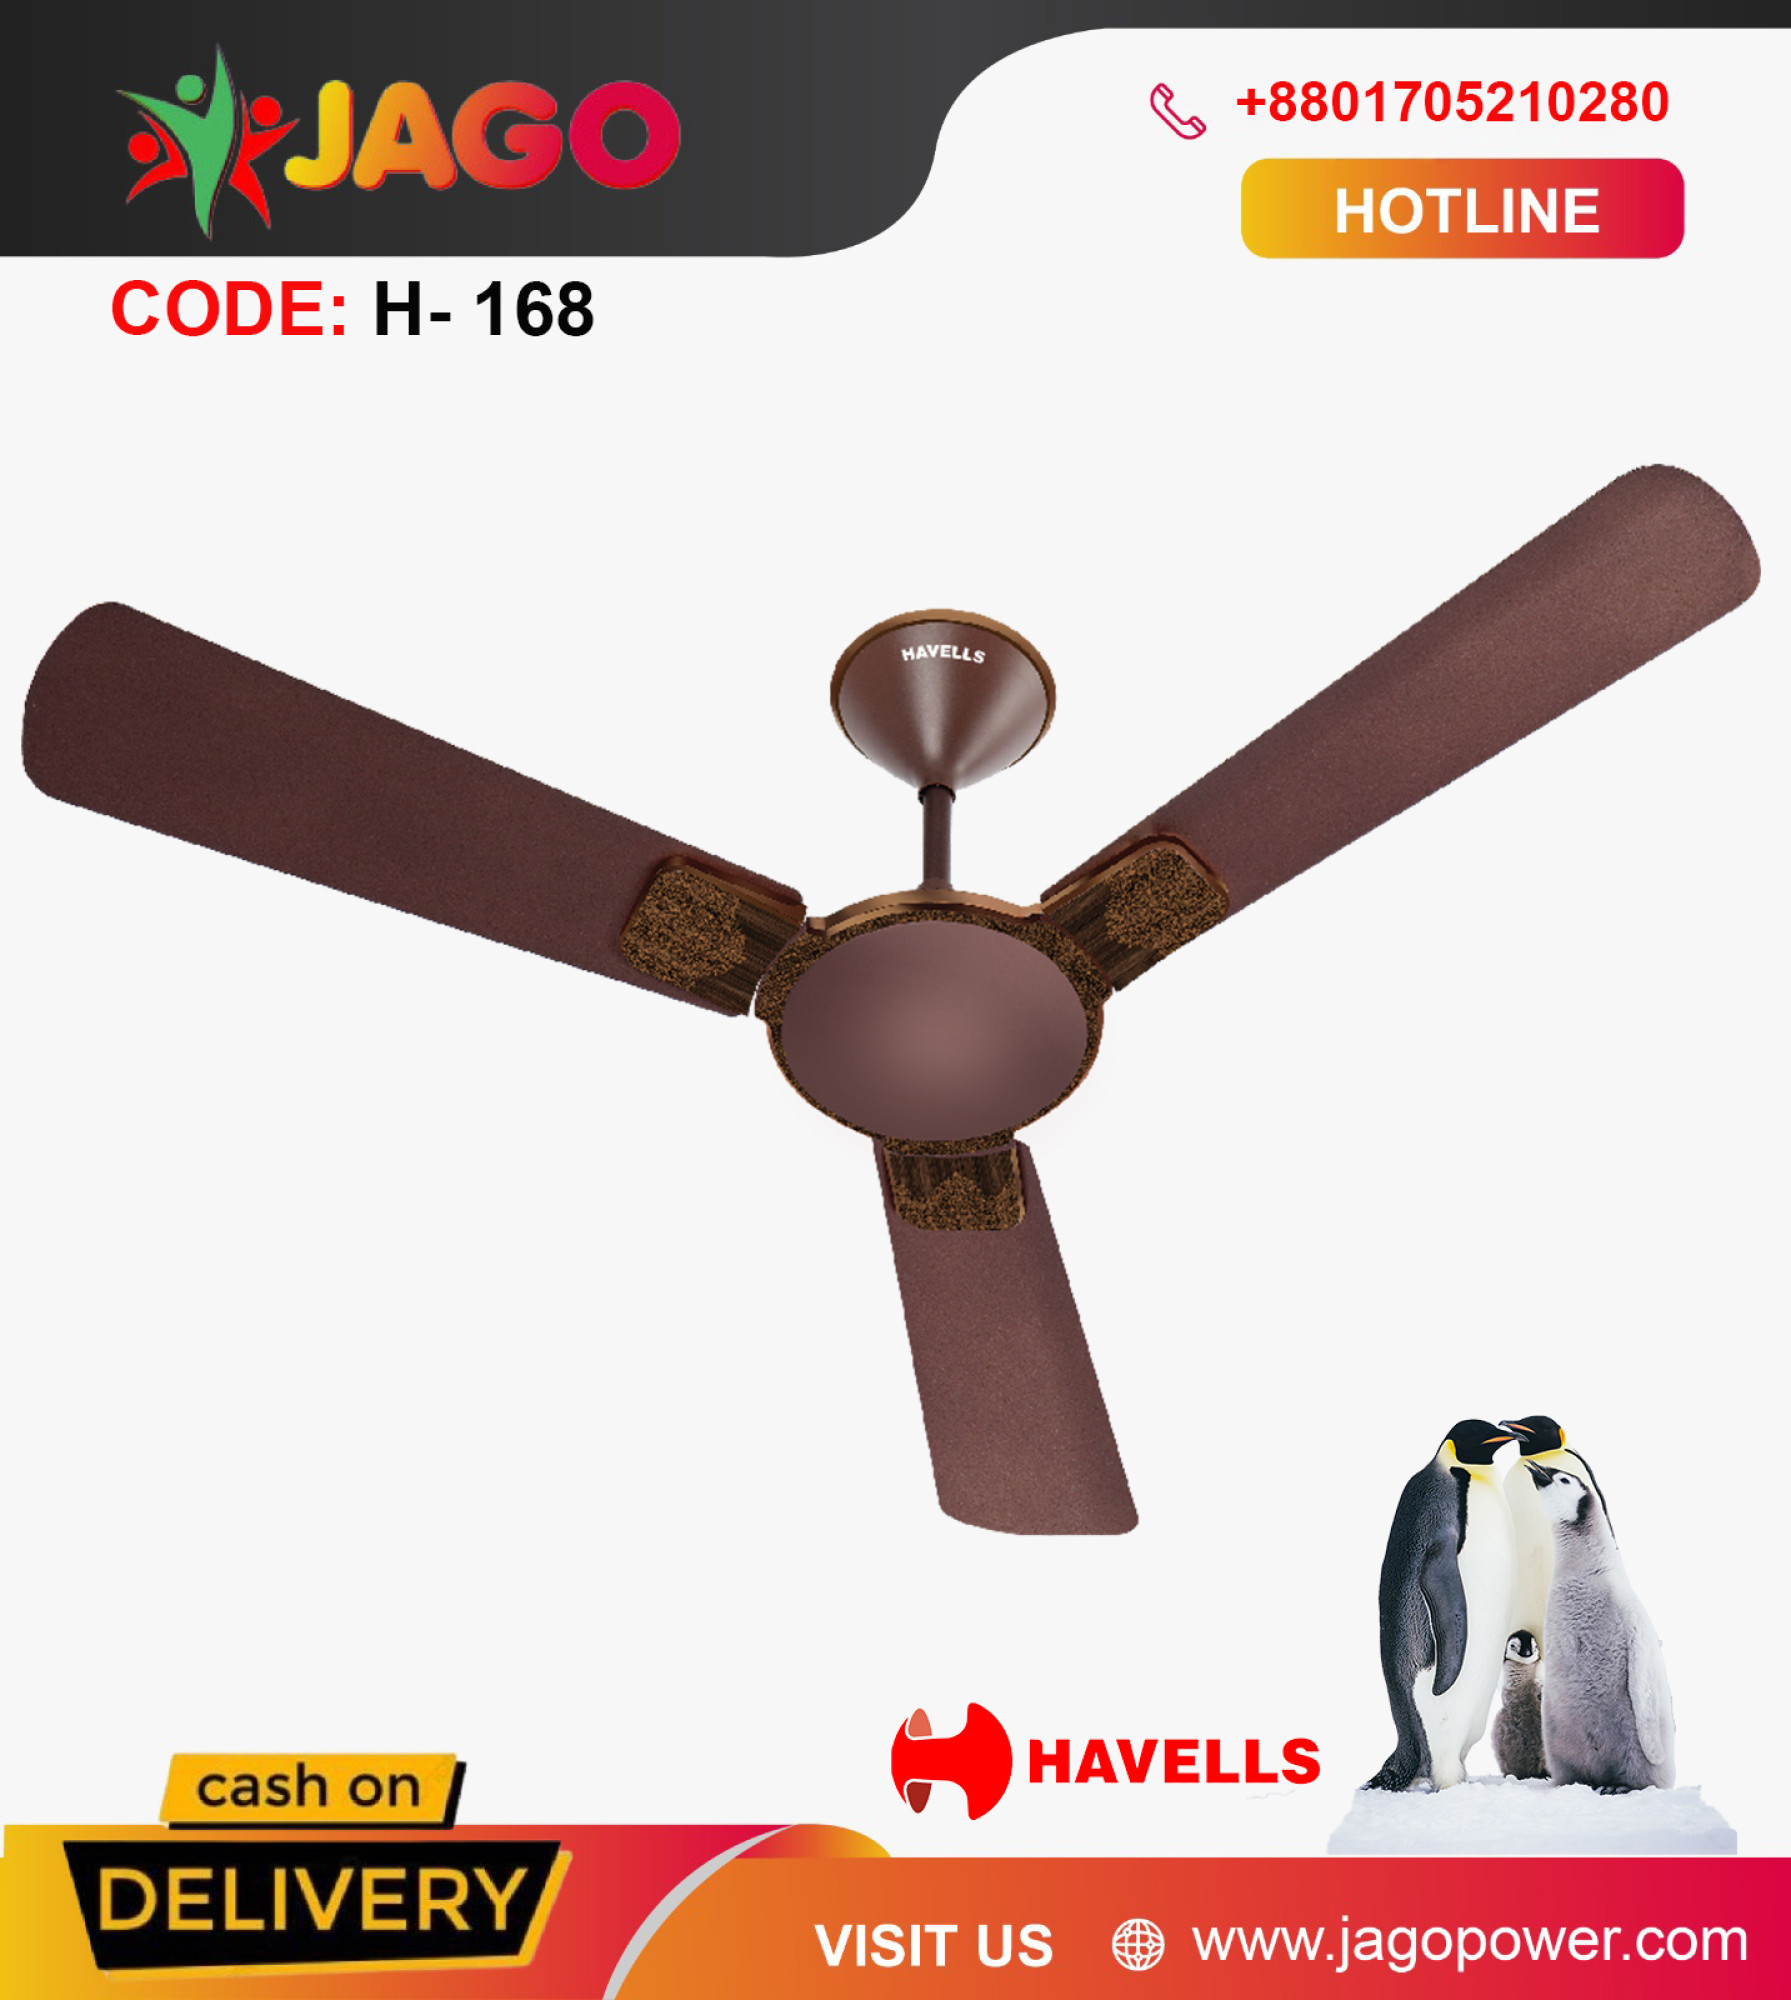 JAGO
+8801705210280
HOTLINE
CODE: H- 168
HAVELLS
HAVELLS
cash on
DELIVERY
VISIT US www.jagopower.com